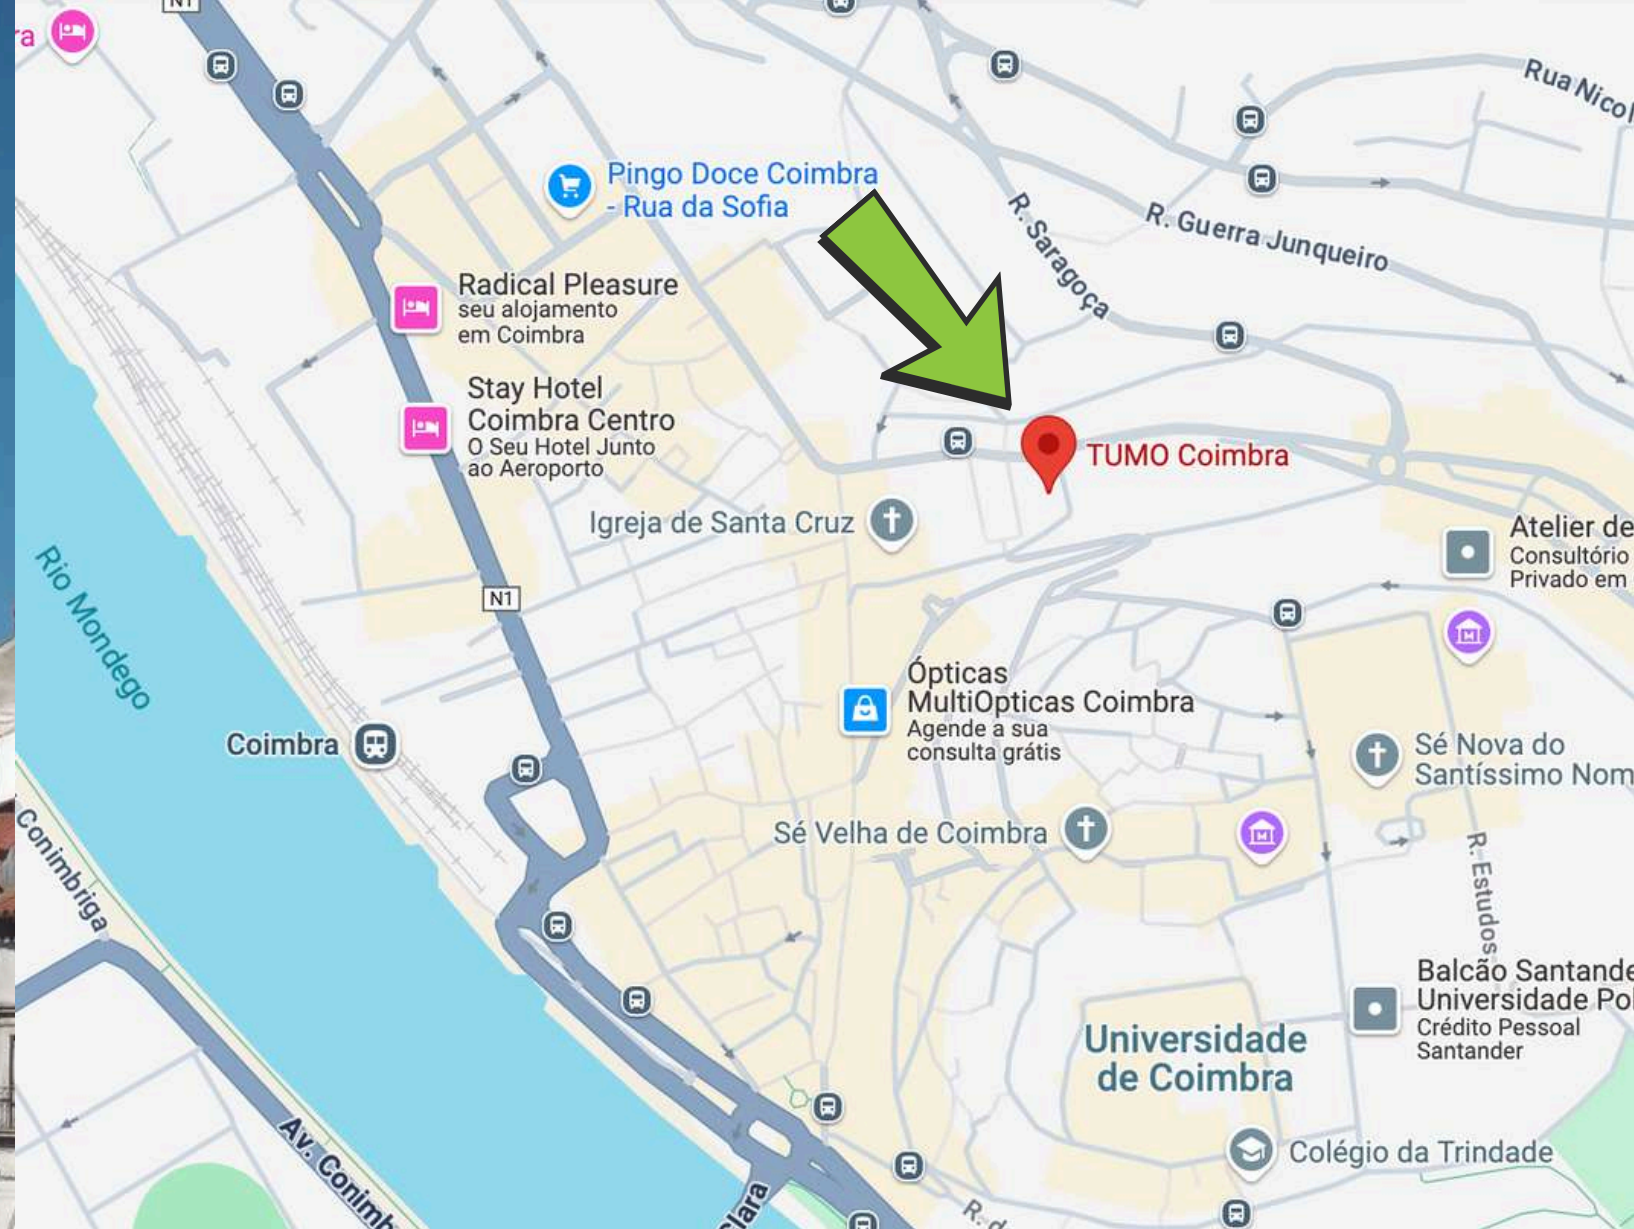 N1
ra
Rua Nicol
Pingo Doce Coimbra
- Rua da Sofia
R. Saragoça
R. Guerra Junqueiro
Radical Pleasure
seu alojamento
em Coimbra
Stay Hotel
Coimbra Centro
O Seu Hotel Junto
ao Aeroporto
TUMO Coimbra
Igreja de Santa Cruz
Atelier de
Consultório
Privado em
Rio Mondego
N1
Ópticas
MultiOpticas Coimbra
Agende a sua
consulta grátis
Coimbra
Sé Nova do
Santíssimo Nom
Sé Velha de Coimbra
Conimbriga
R. Estudos
Balcão Santande
Universidade Pol
Crédito Pessoal
Santander
Universidade
de Coimbra
Av. Conimb
Colégio da Trindade
Clara
R. d